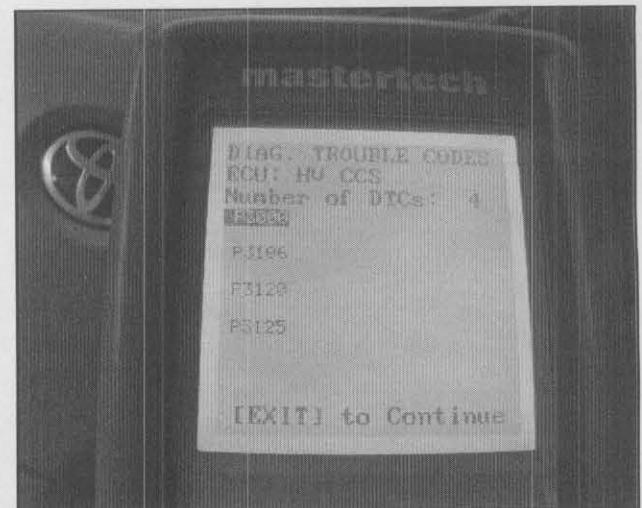 mastertech
DIAG. TROUBLE CODES
ECU: HV CCS
Number of DTCs: 4
P3106
P3120
P3125
[EXIT] to Continue